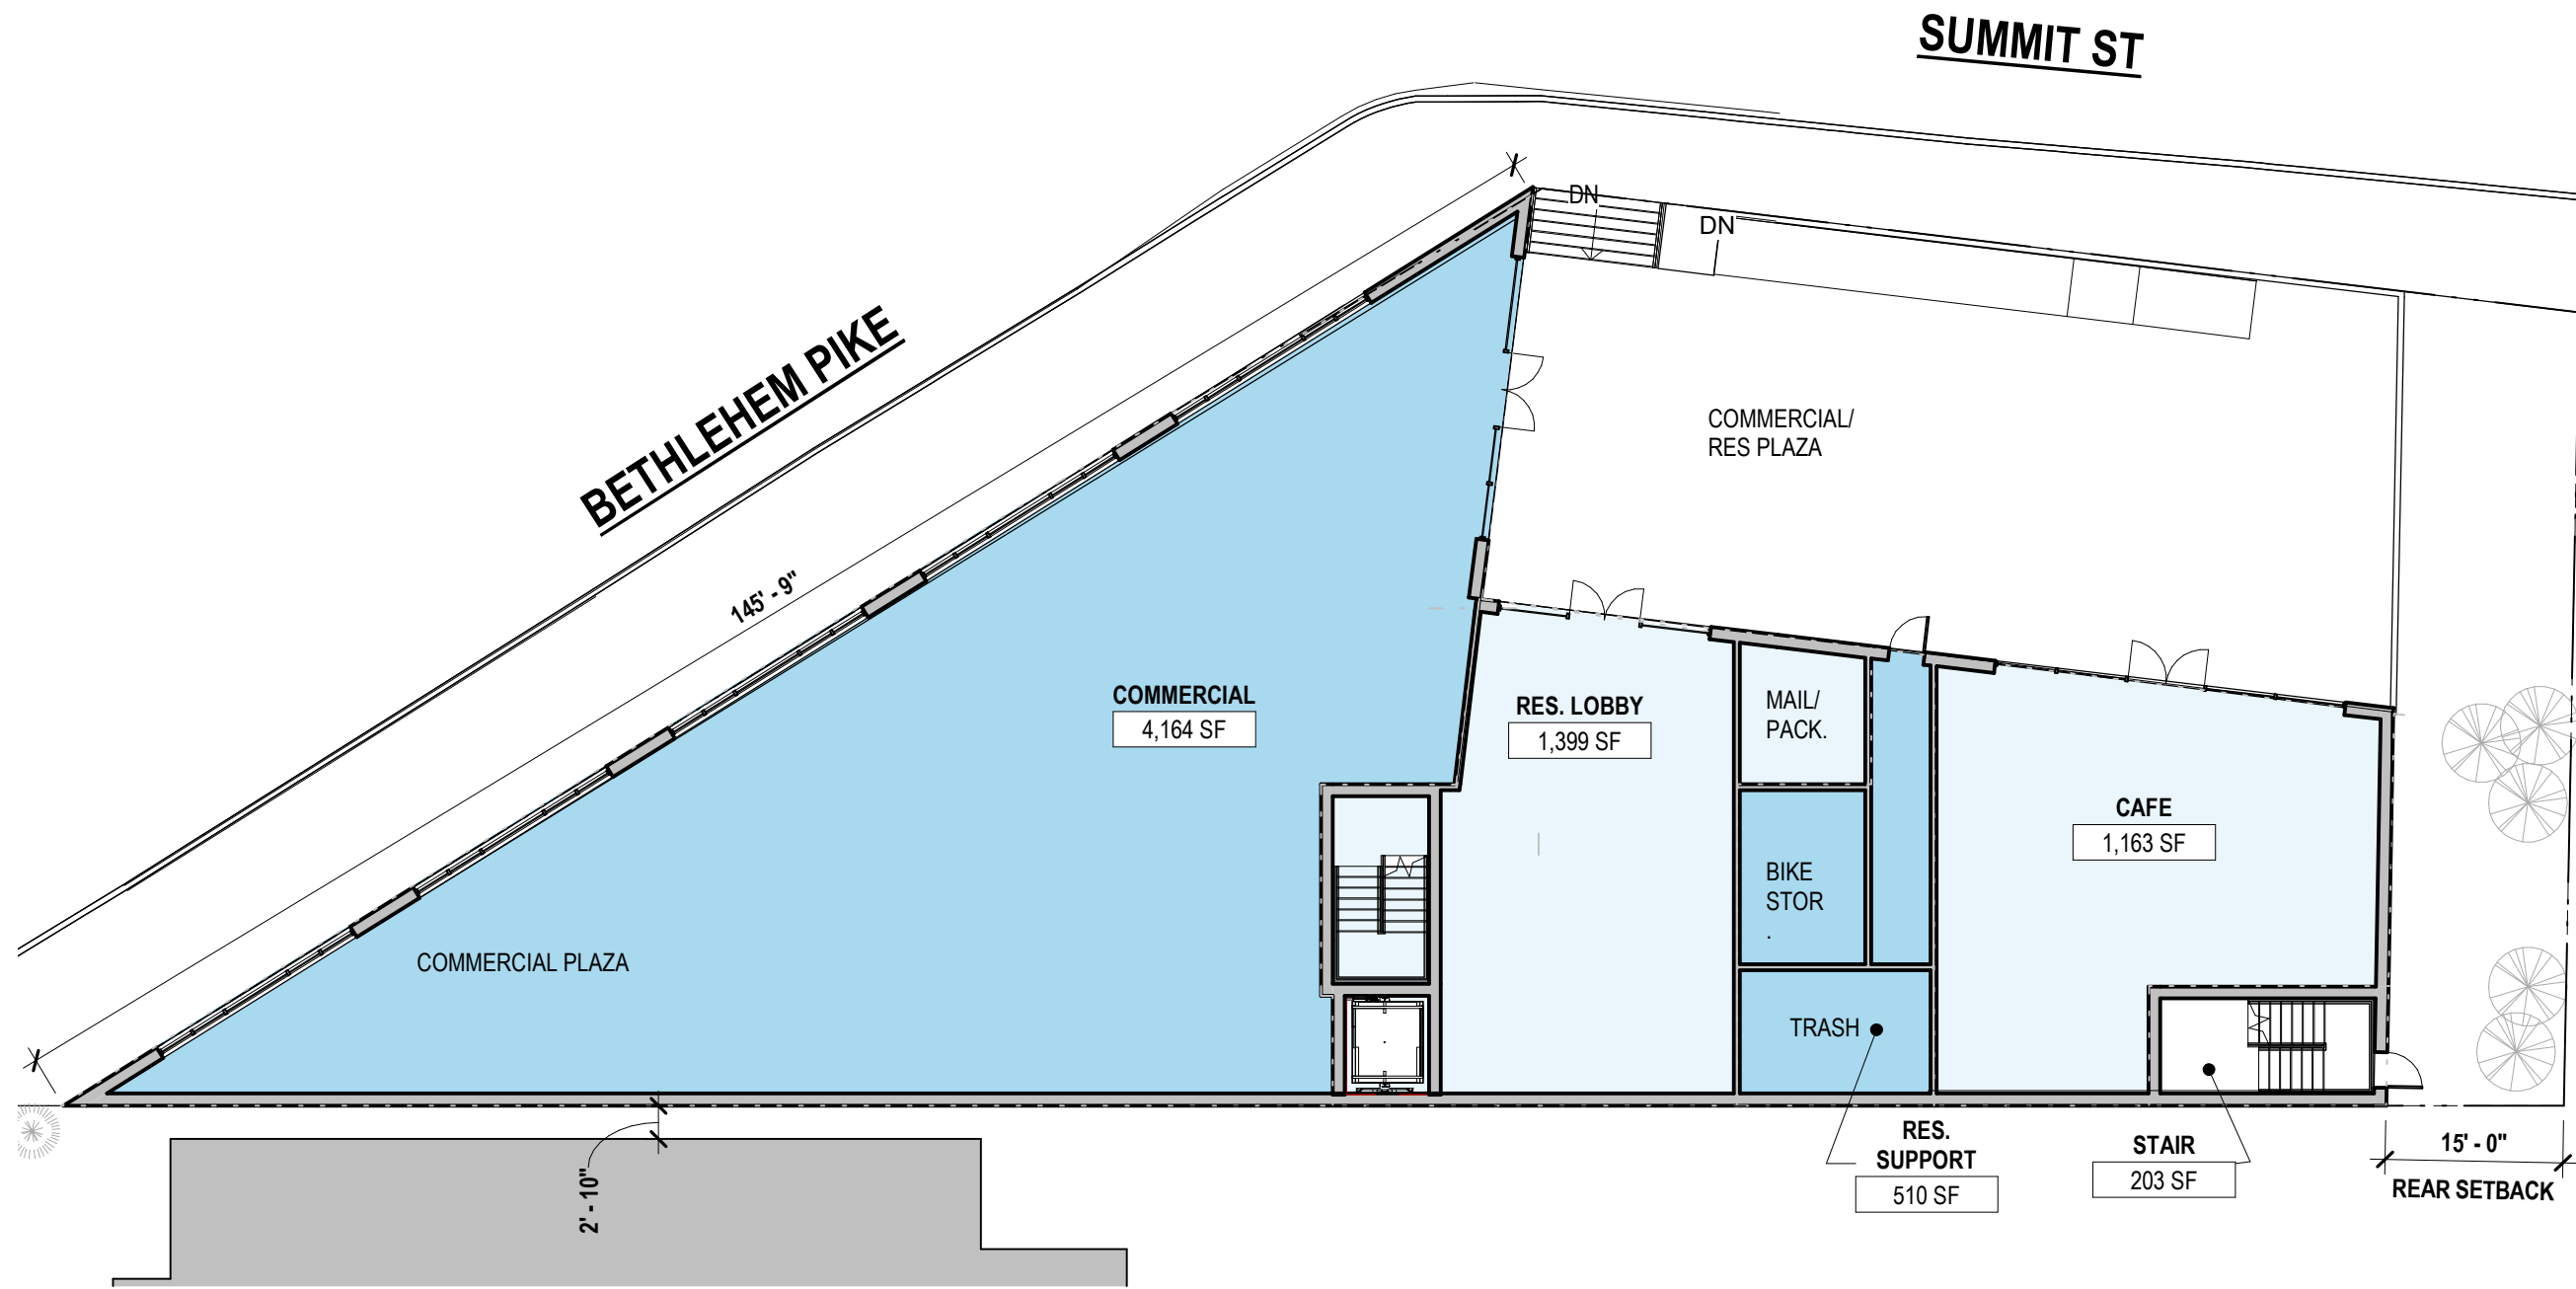 SUMMIT ST
DN
DN
BETHLEHEM PIKE
COMMERCIAL/
RES PLAZA
145' - 9"
COMMERCIAL
4,164 SF
RES. LOBBY
1,399 SF
MAIL/
PACK.
CAFE
1,163 SF
BIKE
STOR
.
COMMERCIAL PLAZA
TRASH
RES.
SUPPORT
510 SF
STAIR
203 SF
15' - 0"
REAR SETBACK
2' - 10"